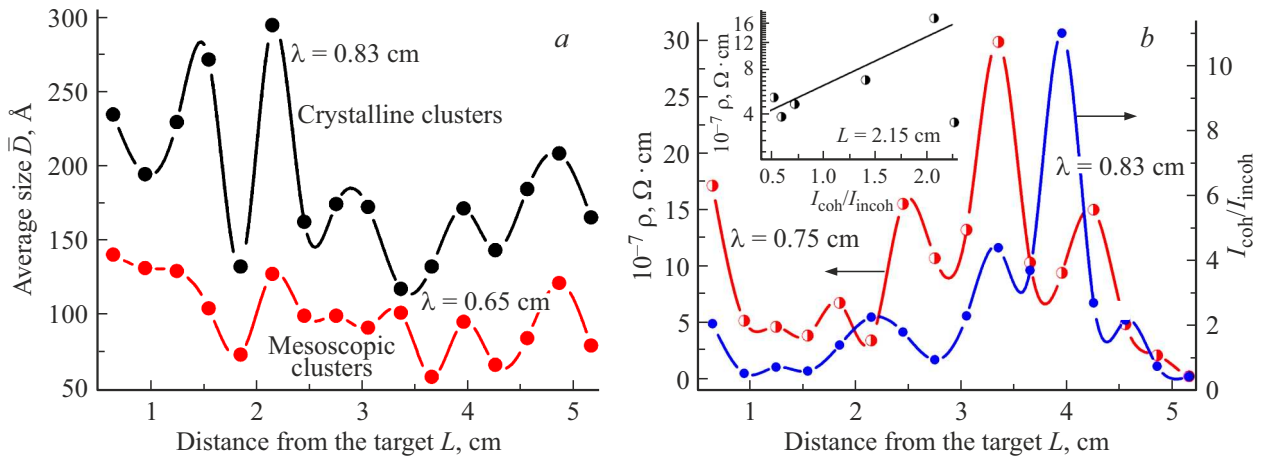 300
250
200
150
100
50
Average size D̅, Å
a
λ = 0.83 cm
Crystalline clusters
λ = 0.65 cm
Mesoscopic
clusters
1 2 3 4 5
Distance from the target L, cm
30
25
20
15
10
5
0
10⁻⁷ ρ, Ω · cm
b
16
12
8
4
10⁻⁷ ρ, Ω · cm
L = 2.15 cm
0.5 1.0 1.5 2.0
I_coh/I_incoh
λ = 0.83 cm
λ = 0.75 cm
10
8
6
4
2
0
I_coh/I_incoh
0 1 2 3 4 5
Distance from the target L, cm